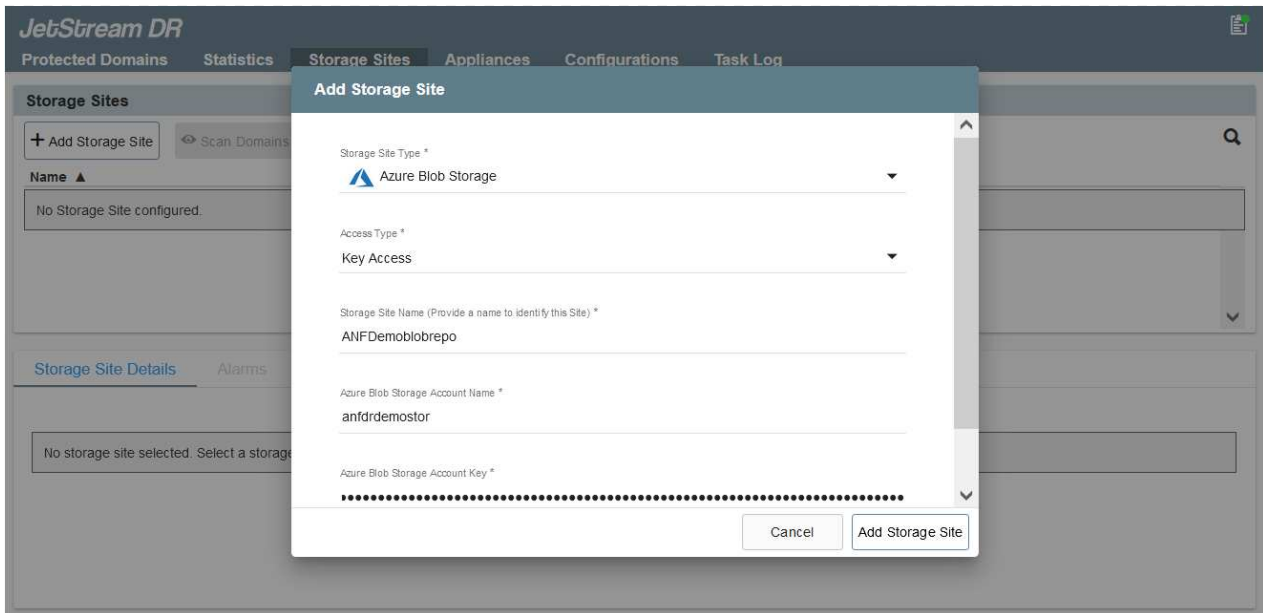 JetStream DR
Protected Domains Statistics Storage Sites Appliances Configurations Task Log
Storage Sites
+ Add Storage Site Scan Domains
Name ▲
No Storage Site configured.
Storage Site Details Alarms
No storage site selected. Select a storage
Add Storage Site
Storage Site Type *
Azure Blob Storage
Access Type *
Key Access
Storage Site Name (Provide a name to identify this Site) *
ANFDemoblobrepo
Azure Blob Storage Account Name *
anfdrdemostor
Azure Blob Storage Account Key *
Cancel Add Storage Site